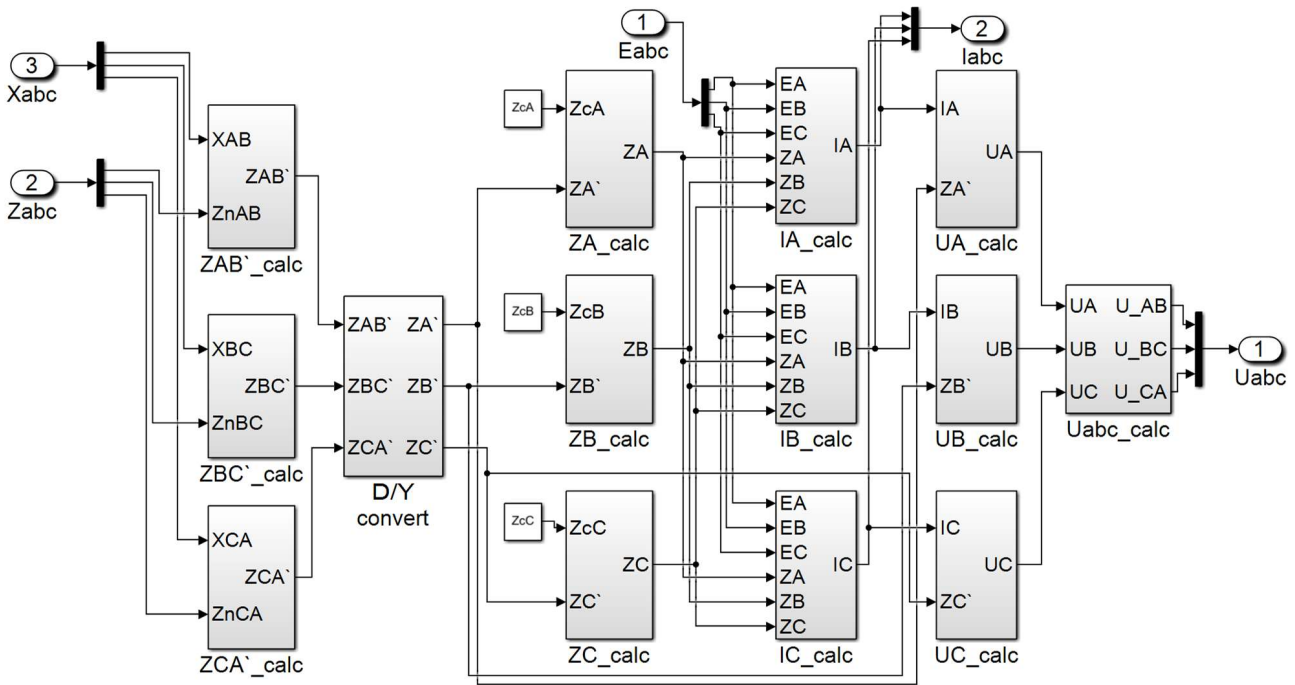 3
Xabc
2
Zabc
XAB
ZAB`
ZnAB
ZAB`_calc
XBC
ZBC`
ZnBC
ZBC`_calc
XCA
ZCA`
ZnCA
ZCA`_calc
ZAB` ZA`
ZBC` ZB`
ZCA` ZC`
D/Y
convert
ZcA
ZcA
ZA
ZA`
ZA_calc
ZcB
ZcB
ZB
ZB`
ZB_calc
ZcC
ZcC
ZC
ZC`
ZC_calc
1
Eabc
EA
EB
EC
IA
ZA
ZB
ZC
IA_calc
EA
EB
EC
IB
ZA
ZB
ZC
IB_calc
EA
EB
EC
IC
ZA
ZB
ZC
IC_calc
2
Iabc
IA
UA
ZA`
UA_calc
IB
UB
ZB`
UB_calc
IC
UC
ZC`
UC_calc
UA U_AB
UB U_BC
UC U_CA
Uabc_calc
1
Uabc